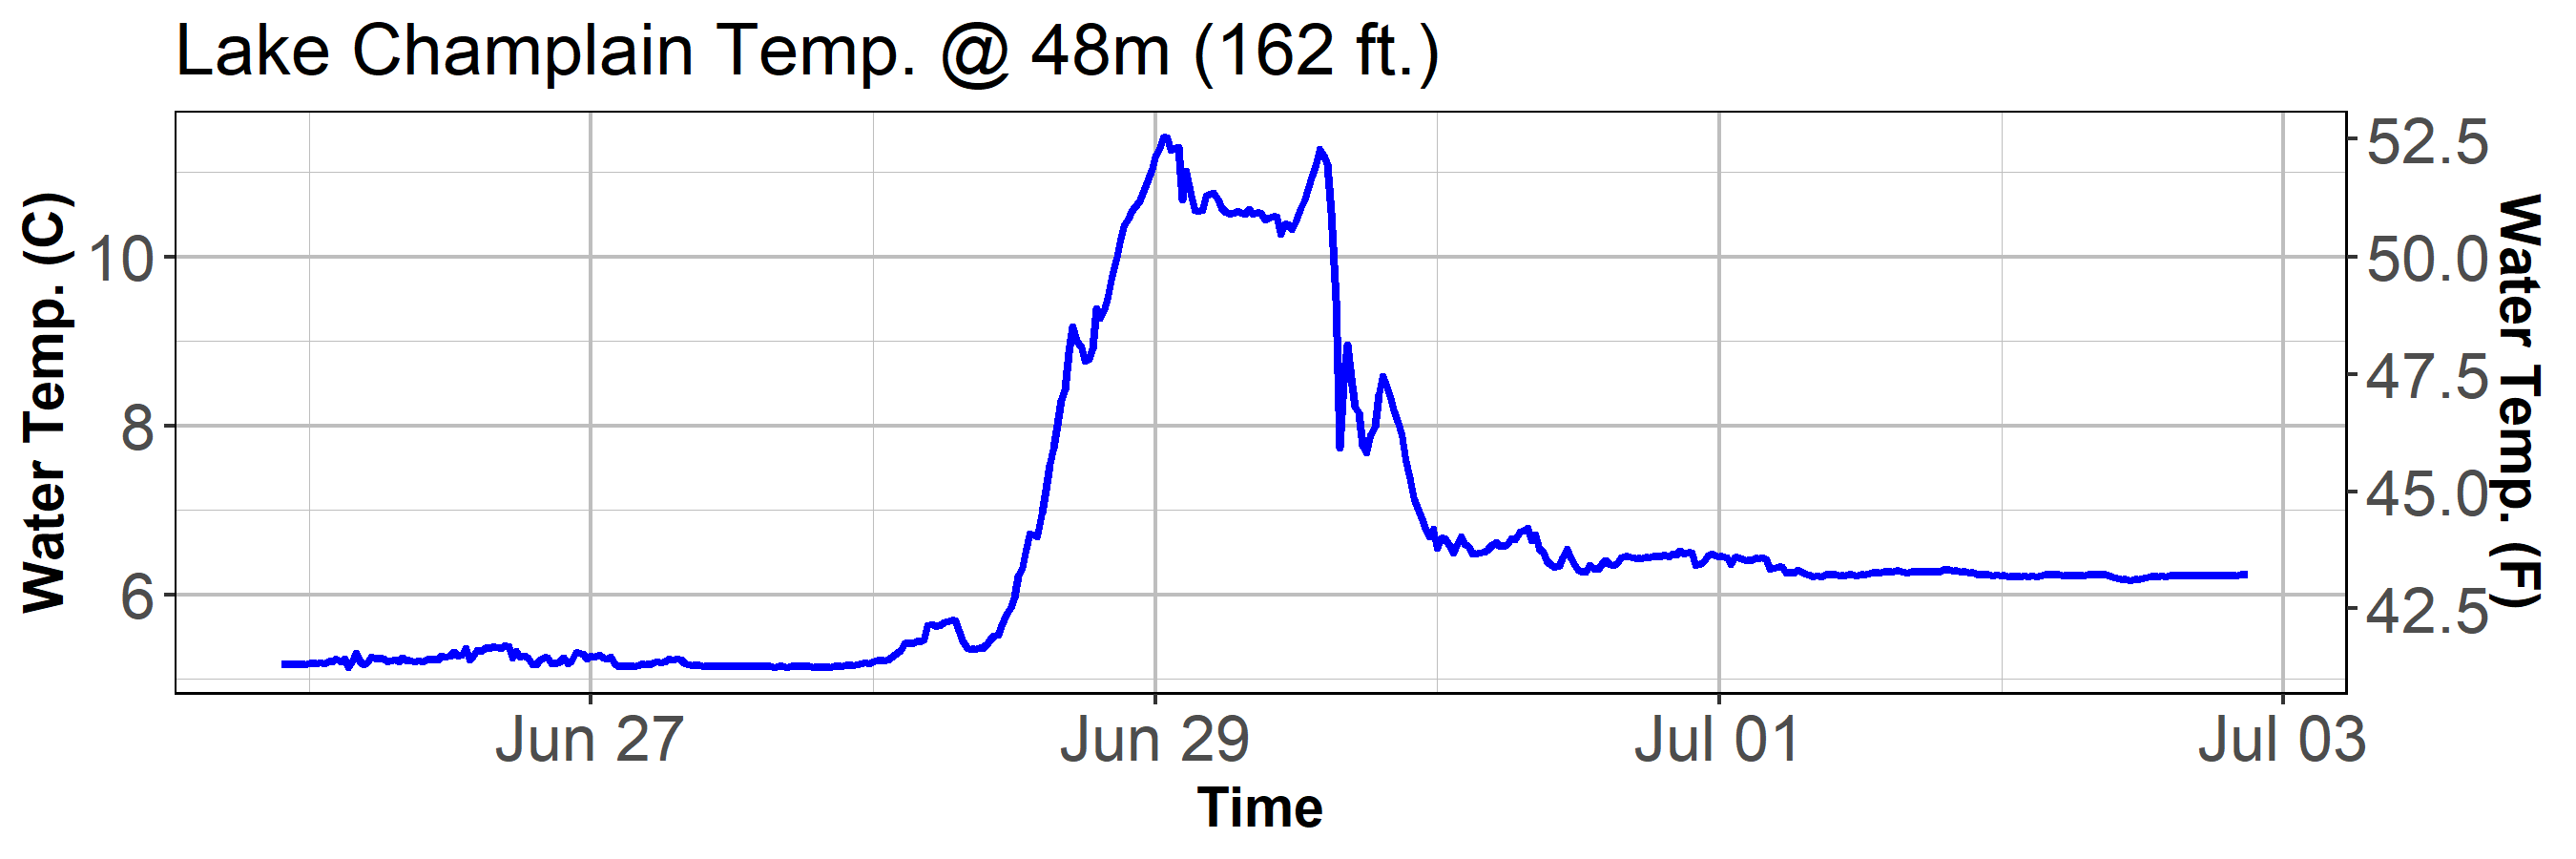 Lake Champlain Temp. @ 48m (162 ft.)
Water Temp. (C)
10
8
6
52.5
50.0
47.5
45.0
42.5
Water Temp. (F)
Jun 27
Jun 29
Jul 01
Jul 03
Time